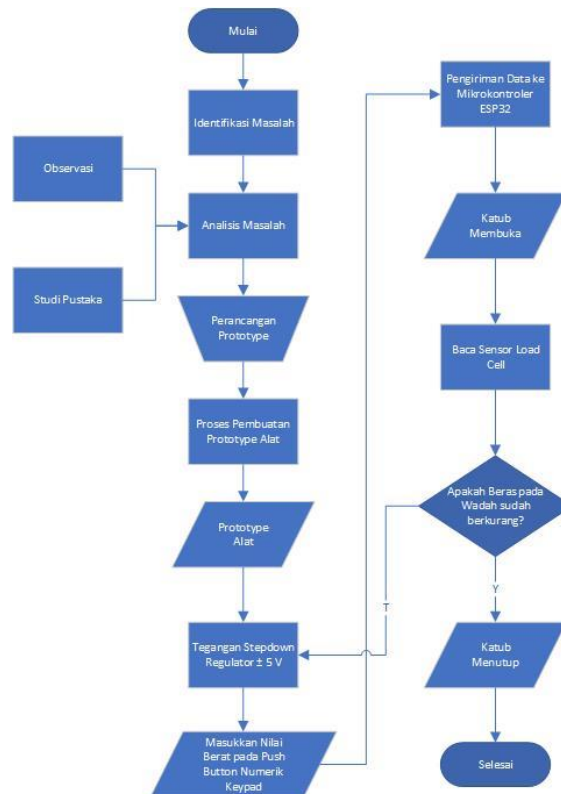 Mulai
Identifikasi Masalah
Observasi
Analisis Masalah
Studi Pustaka
Perancangan
Prototype
Proses Pembuatan
Prototype Alat
Prototype
Alat
Tegangan Stepdown
Regulator ± 5 V
Masukkan Nilai
Berat pada Push
Button Numerik
Keypad
Pengiriman Data ke
Mikrokontroler
ESP32
Katub
Membuka
Baca Sensor Load
Cell
Apakah Beras pada
Wadah sudah
berkurang?
T
Y
Katub
Menutup
Selesai